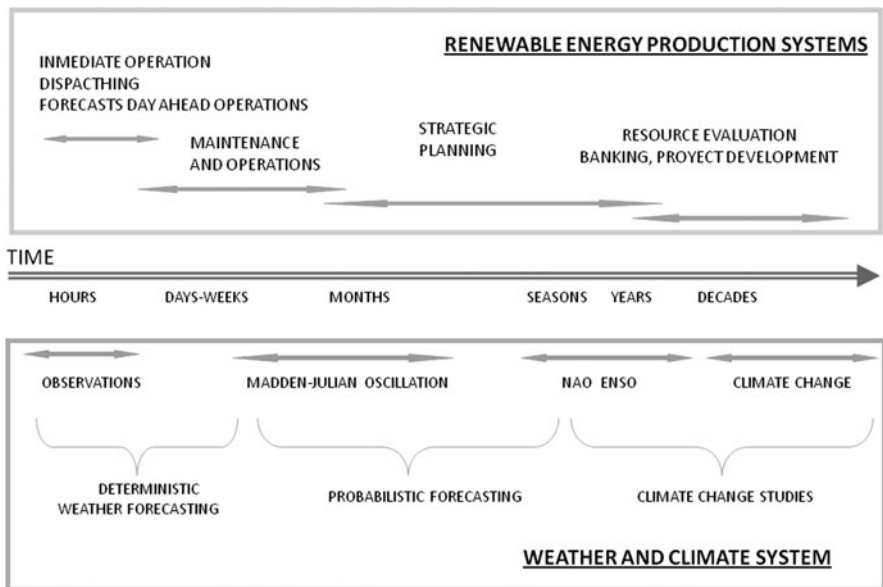 RENEWABLE ENERGY PRODUCTION SYSTEMS
INMEDIATE OPERATION
DISPACTHING
FORECASTS DAY AHEAD OPERATIONS
MAINTENANCE
AND OPERATIONS
STRATEGIC
PLANNING
RESOURCE EVALUATION
BANKING, PROYECT DEVELOPMENT
TIME
HOURS
DAYS-WEEKS
MONTHS
SEASONS
YEARS
DECADES
OBSERVATIONS
MADDEN-JULIAN OSCILLATION
NAO ENSO
CLIMATE CHANGE
DETERMINISTIC
WEATHER FORECASTING
PROBABILISTIC FORECASTING
CLIMATE CHANGE STUDIES
WEATHER AND CLIMATE SYSTEM